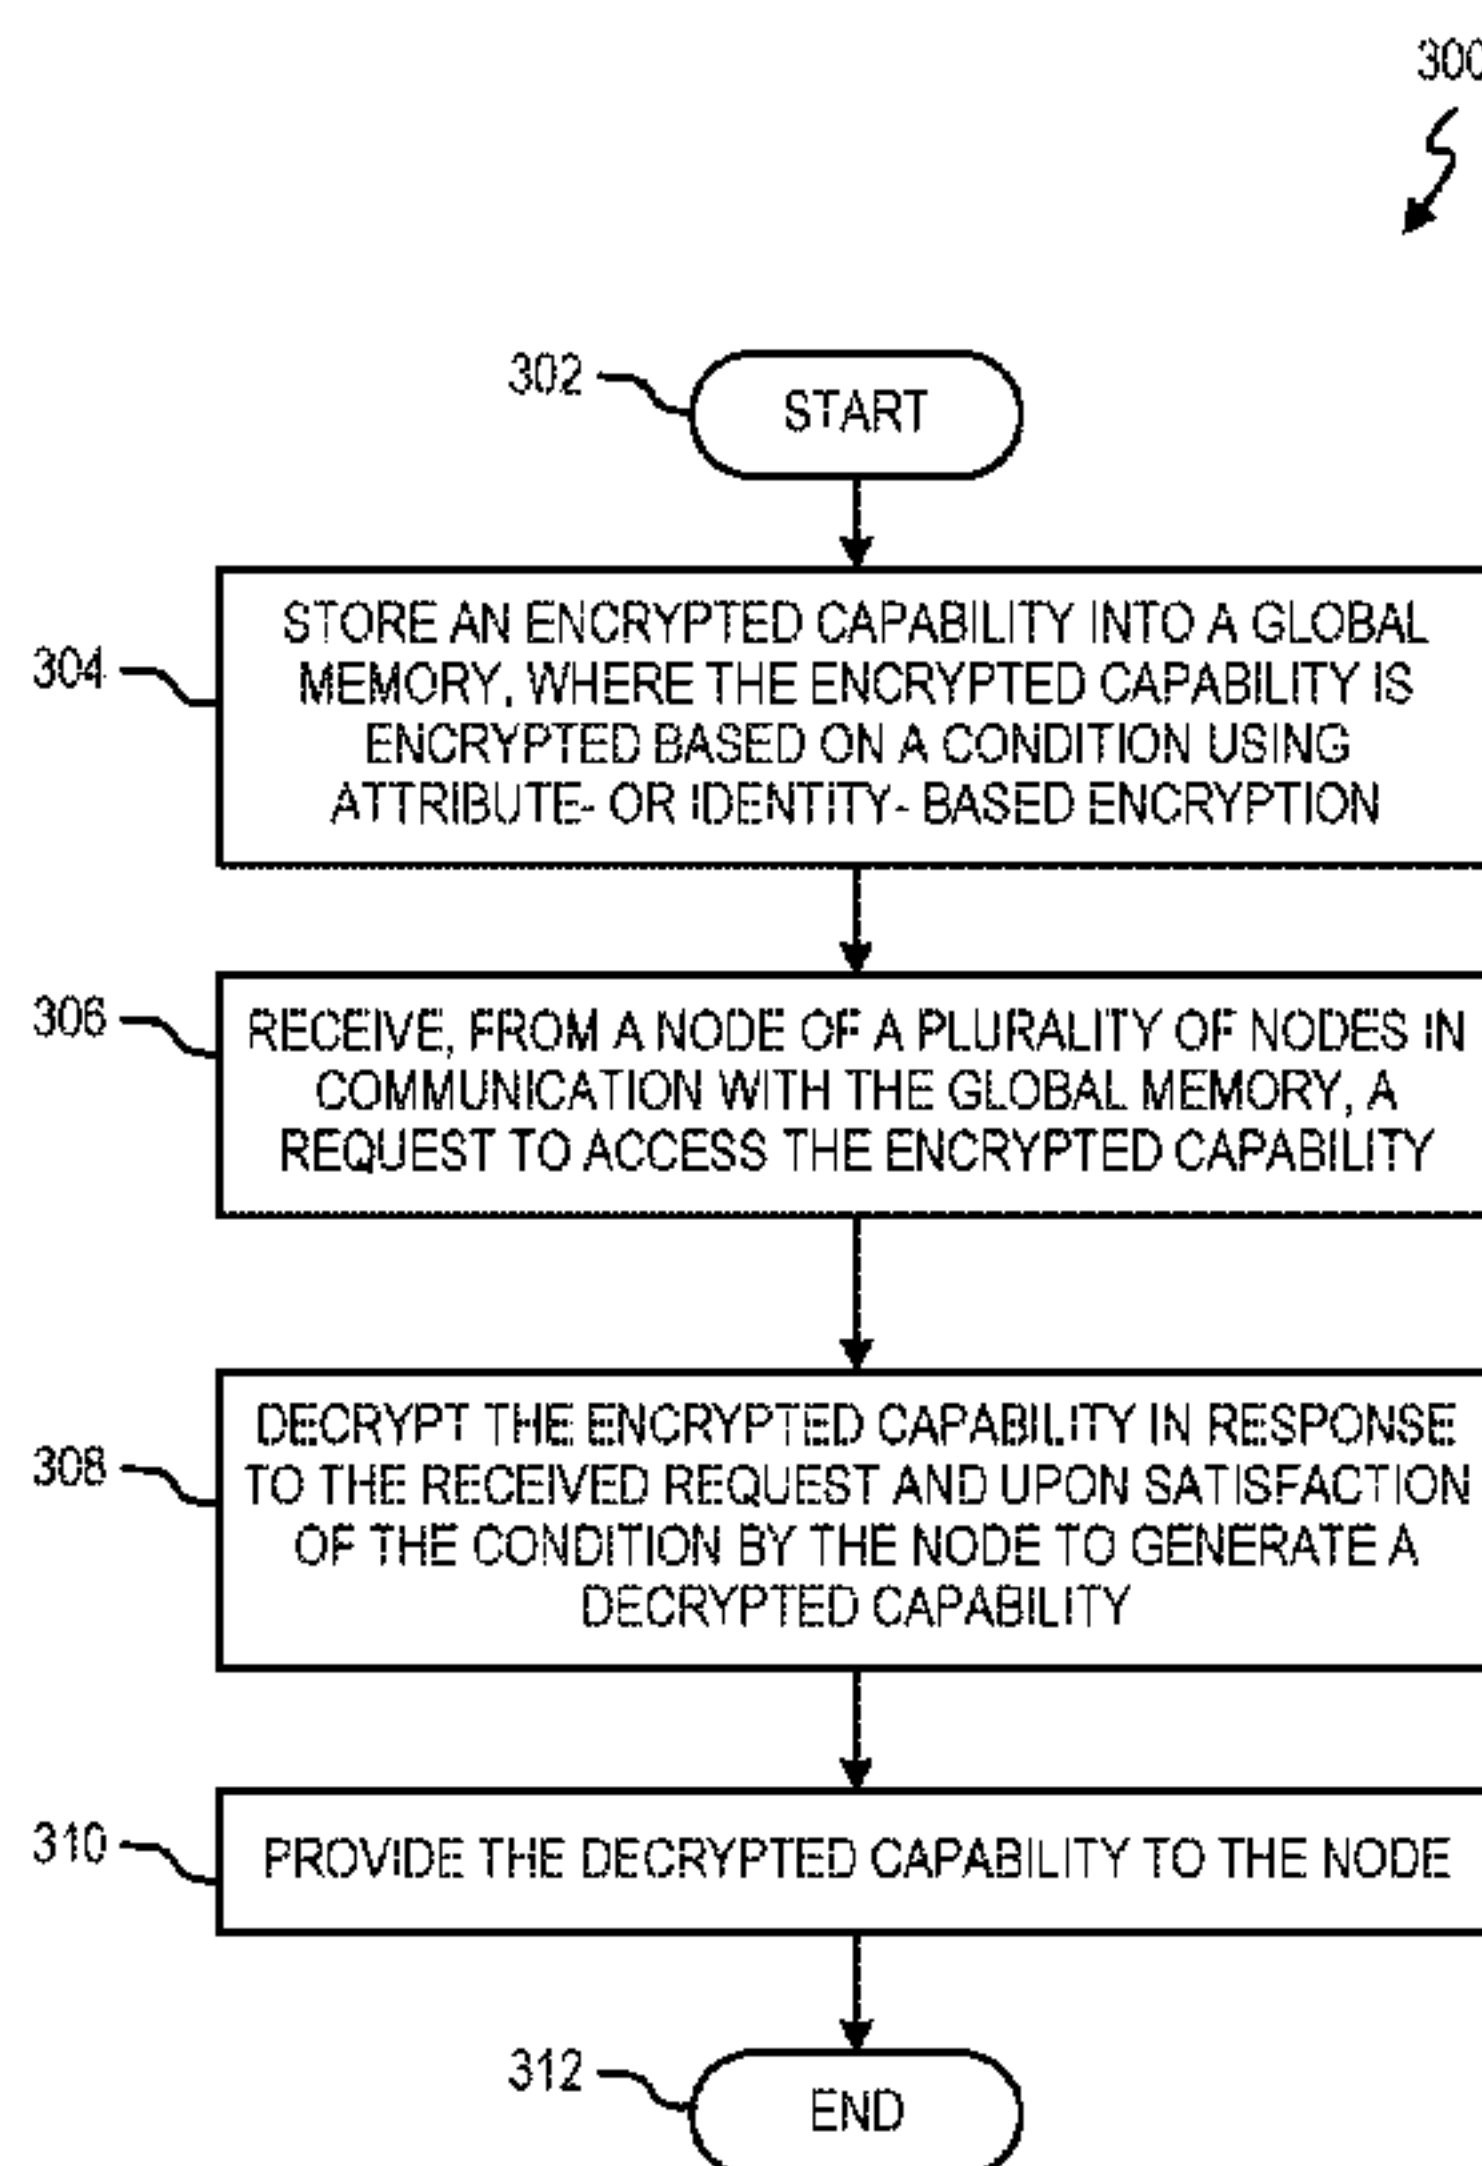 300
302
START
304
STORE AN ENCRYPTED CAPABILITY INTO A GLOBAL
MEMORY, WHERE THE ENCRYPTED CAPABILITY IS
ENCRYPTED BASED ON A CONDITION USING
ATTRIBUTE- OR IDENTITY- BASED ENCRYPTION
306
RECEIVE, FROM A NODE OF A PLURALITY OF NODES IN
COMMUNICATION WITH THE GLOBAL MEMORY, A
REQUEST TO ACCESS THE ENCRYPTED CAPABILITY
308
DECRYPT THE ENCRYPTED CAPABILITY IN RESPONSE
TO THE RECEIVED REQUEST AND UPON SATISFACTION
OF THE CONDITION BY THE NODE TO GENERATE A
DECRYPTED CAPABILITY
310
PROVIDE THE DECRYPTED CAPABILITY TO THE NODE
312
END